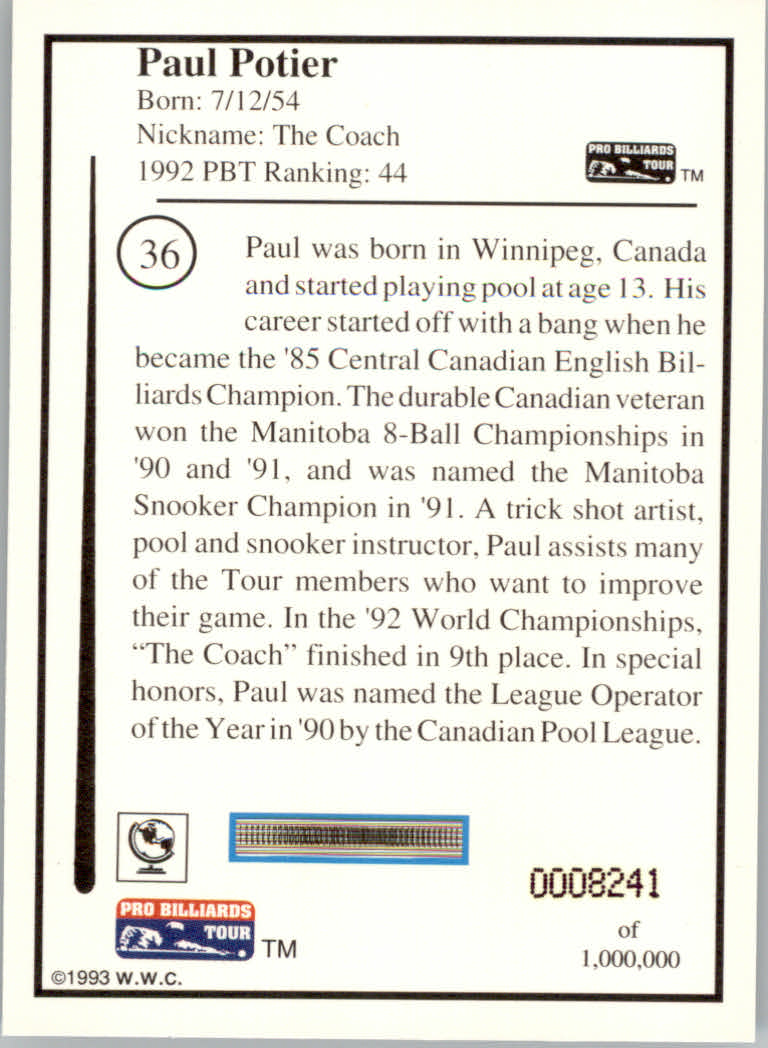 Paul Potier
Born: 7/12/54
Nickname: The Coach
1992 PBT Ranking: 44
PRO BILLIARDS
TOUR TM
36
Paul was born in Winnipeg, Canada
and started playing pool at age 13. His
career started off with a bang when he
became the '85 Central Canadian English Bil-
liards Champion. The durable Canadian veteran
won the Manitoba 8-Ball Championships in
'90 and '91, and was named the Manitoba
Snooker Champion in '91. A trick shot artist,
pool and snooker instructor, Paul assists many
of the Tour members who want to improve
their game. In the '92 World Championships,
“The Coach” finished in 9th place. In special
honors, Paul was named the League Operator
of the Year in '90 by the Canadian Pool League.
0008241
of
1,000,000
PRO BILLIARDS
TOUR TM
©1993 W.W.C.